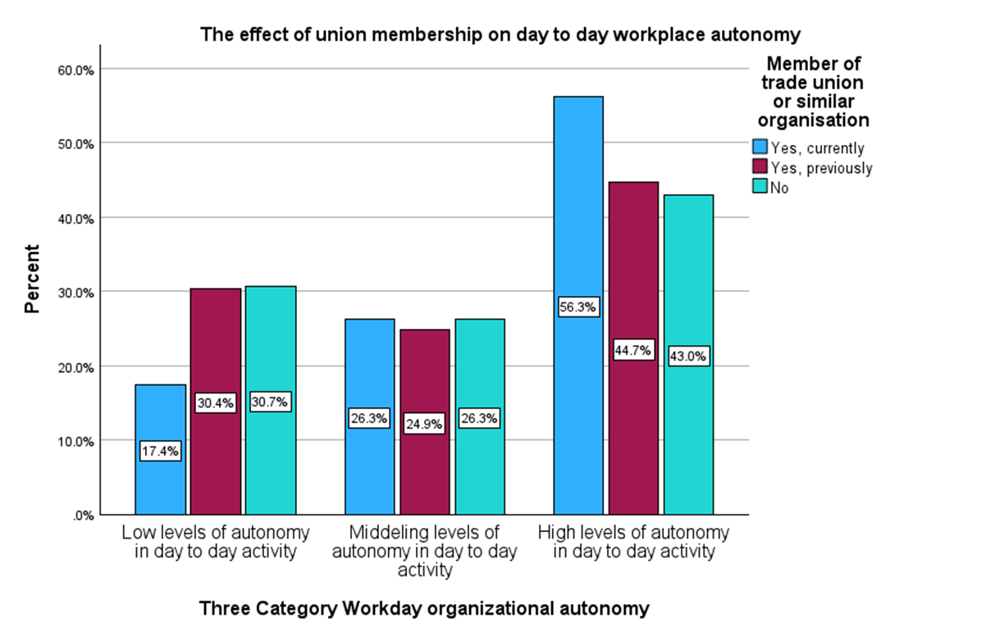 The effect of union membership on day to day workplace autonomy
Member of
trade union
or similar
organisation
Yes, currently
Yes, previously
No
Percent
60.0%
50.0%
40.0%
30.0%
20.0%
10.0%
.0%
17.4%
30.4%
30.7%
26.3%
24.9%
26.3%
56.3%
44.7%
43.0%
Low levels of autonomy
in day to day activity
Middeling levels of
autonomy in day to day
activity
High levels of autonomy
in day to day activity
Three Category Workday organizational autonomy